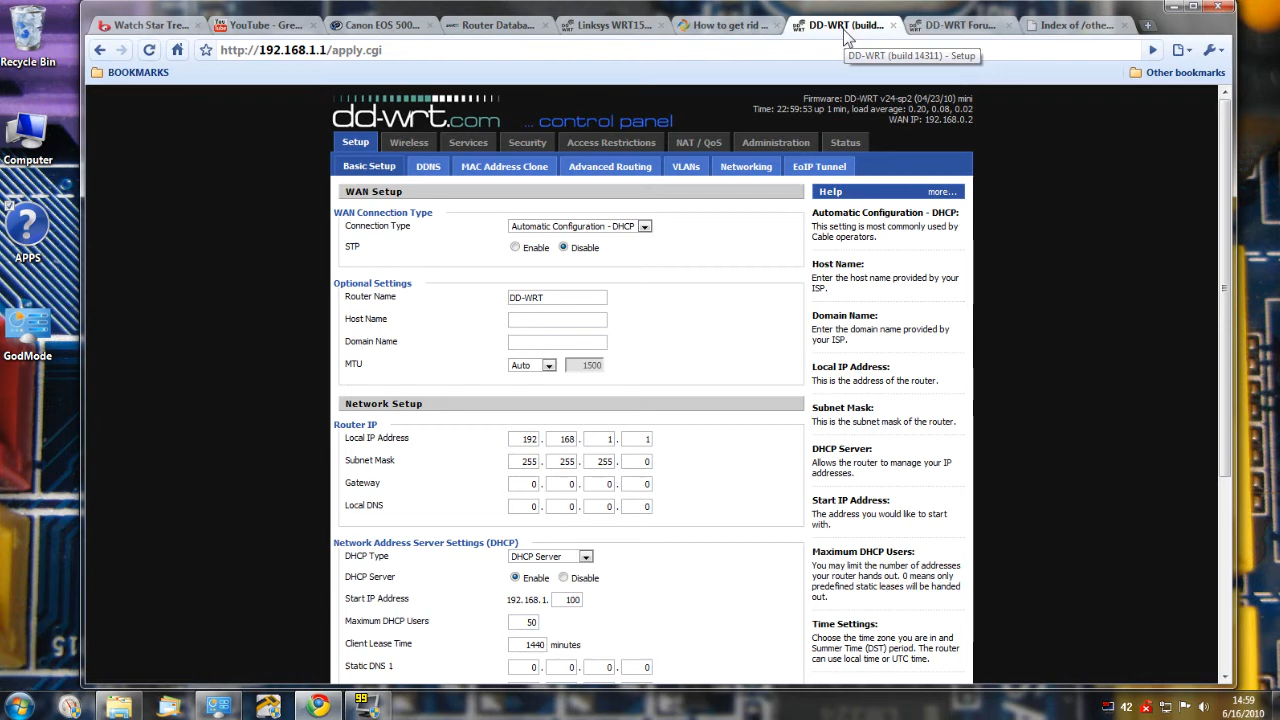 Watch Star Tre...
YouTube - Gre...
Canon EOS 500...
Router Databa...
Linksys WRT15...
How to get rid ...
DD-WRT (build...
DD-WRT Foru...
Index of /othe...
http://192.168.1.1/apply.cgi
DD-WRT (build 14311) - Setup
BOOKMARKS
Other bookmarks
Recycle Bin
Computer
APPS
GodMode
dd-wrt.com ... control panel
Firmware: DD-WRT v24-sp2 (04/23/10) mini
Time: 22:59:53 up 1 min, load average: 0.20, 0.08, 0.02
WAN IP: 192.168.0.2
Setup Wireless Services Security Access Restrictions NAT / QoS Administration Status
Basic Setup DDNS MAC Address Clone Advanced Routing VLANs Networking EoIP Tunnel
WAN Setup
WAN Connection Type
Connection Type Automatic Configuration - DHCP
STP Enable Disable
Optional Settings
Router Name DD-WRT
Host Name
Domain Name
MTU Auto 1500
Network Setup
Router IP
Local IP Address 192. 168. 1. 1
Subnet Mask 255. 255. 255. 0
Gateway 0. 0. 0. 0
Local DNS 0. 0. 0. 0
Network Address Server Settings (DHCP)
DHCP Type DHCP Server
DHCP Server Enable Disable
Start IP Address 192.168.1. 100
Maximum DHCP Users 50
Client Lease Time 1440 minutes
Static DNS 1 0. 0. 0. 0
Help more...
Automatic Configuration - DHCP:
This setting is most commonly used by
Cable operators.
Host Name:
Enter the host name provided by your
ISP.
Domain Name:
Enter the domain name provided by
your ISP.
Local IP Address:
This is the address of the router.
Subnet Mask:
This is the subnet mask of the router.
DHCP Server:
Allows the router to manage your IP
addresses.
Start IP Address:
The address you would like to start
with.
Maximum DHCP Users:
You may limit the number of addresses
your router hands out. 0 means only
predefined static leases will be handed
out.
Time Settings:
Choose the time zone you are in and
Summer Time (DST) period. The router
can use local time or UTC time.
99
42
14:59
6/16/2010